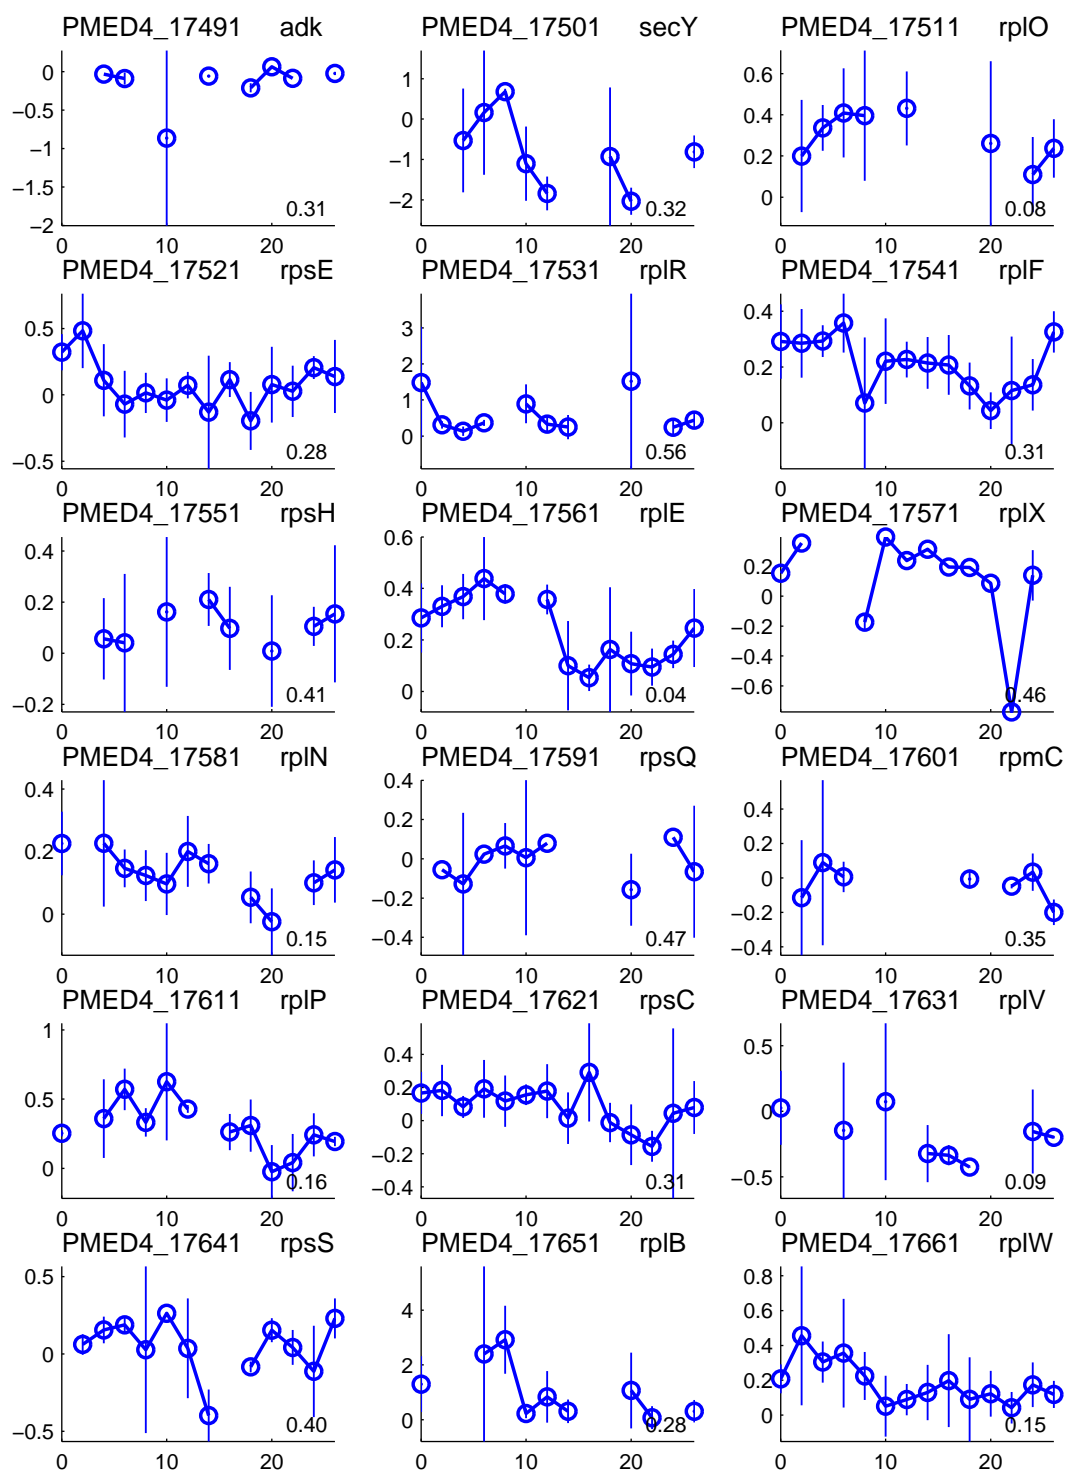 PMED4_17491 adk PMED4_17501 secY PMED4_17511 rplO
0 −0.5 −1 −1.5 −2 0.31 0 10 20
1 0 −1 −2 0.32 0 10 20
0.6 0.4 0.2 0 0.08 0 10 20
PMED4_17521 rpsE PMED4_17531 rplR PMED4_17541 rplF
0.5 0 −0.5 0.28 0 10 20
3 2 1 0 0.56 0 10 20
0.4 0.2 0 0.31 0 10 20
PMED4_17551 rpsH PMED4_17561 rplE PMED4_17571 rplX
0.4 0.2 0 −0.2 0.41 0 10 20
0.6 0.4 0.2 0 0.04 0 10 20
0.2 0 −0.2 −0.4 −0.6 0.46 0 10 20
PMED4_17581 rplN PMED4_17591 rpsQ PMED4_17601 rpmC
0.4 0.2 0 0.15 0 10 20
0.4 0.2 0 −0.2 −0.4 0.47 0 10 20
0.4 0.2 0 −0.2 −0.4 0.35 0 10 20
PMED4_17611 rplP PMED4_17621 rpsC PMED4_17631 rplV
1 0.5 0 0.16 0 10 20
0.4 0.2 0 −0.2 −0.4 0.31 0 10 20
0.5 0 −0.5 0.09 0 10 20
PMED4_17641 rpsS PMED4_17651 rplB PMED4_17661 rplW
0.5 0 −0.5 0.40 0 10 20
4 2 0 0.28 0 10 20
0.8 0.6 0.4 0.2 0 0.15 0 10 20